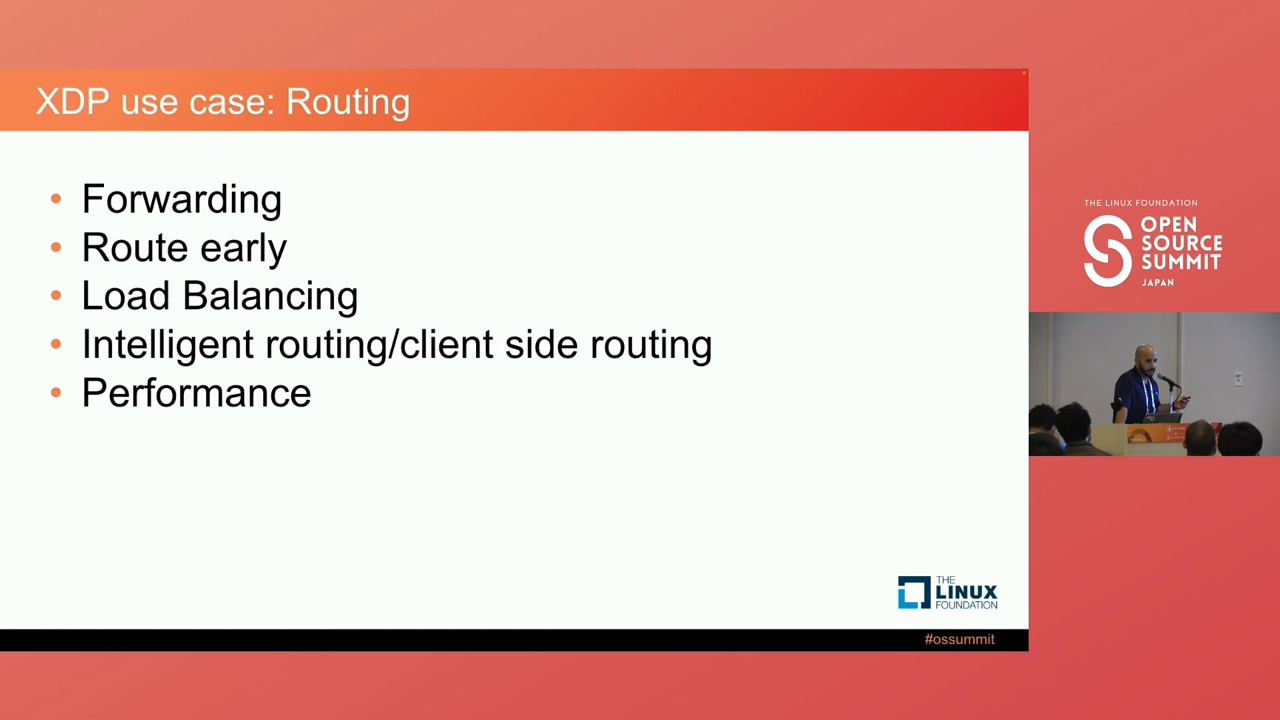 XDP use case: Routing
• Forwarding
• Route early
• Load Balancing
• Intelligent routing/client side routing
• Performance
THE
LINUX
FOUNDATION
#ossummit
THE LINUX FOUNDATION
OPEN
SOURCE
SUMMIT
JAPAN